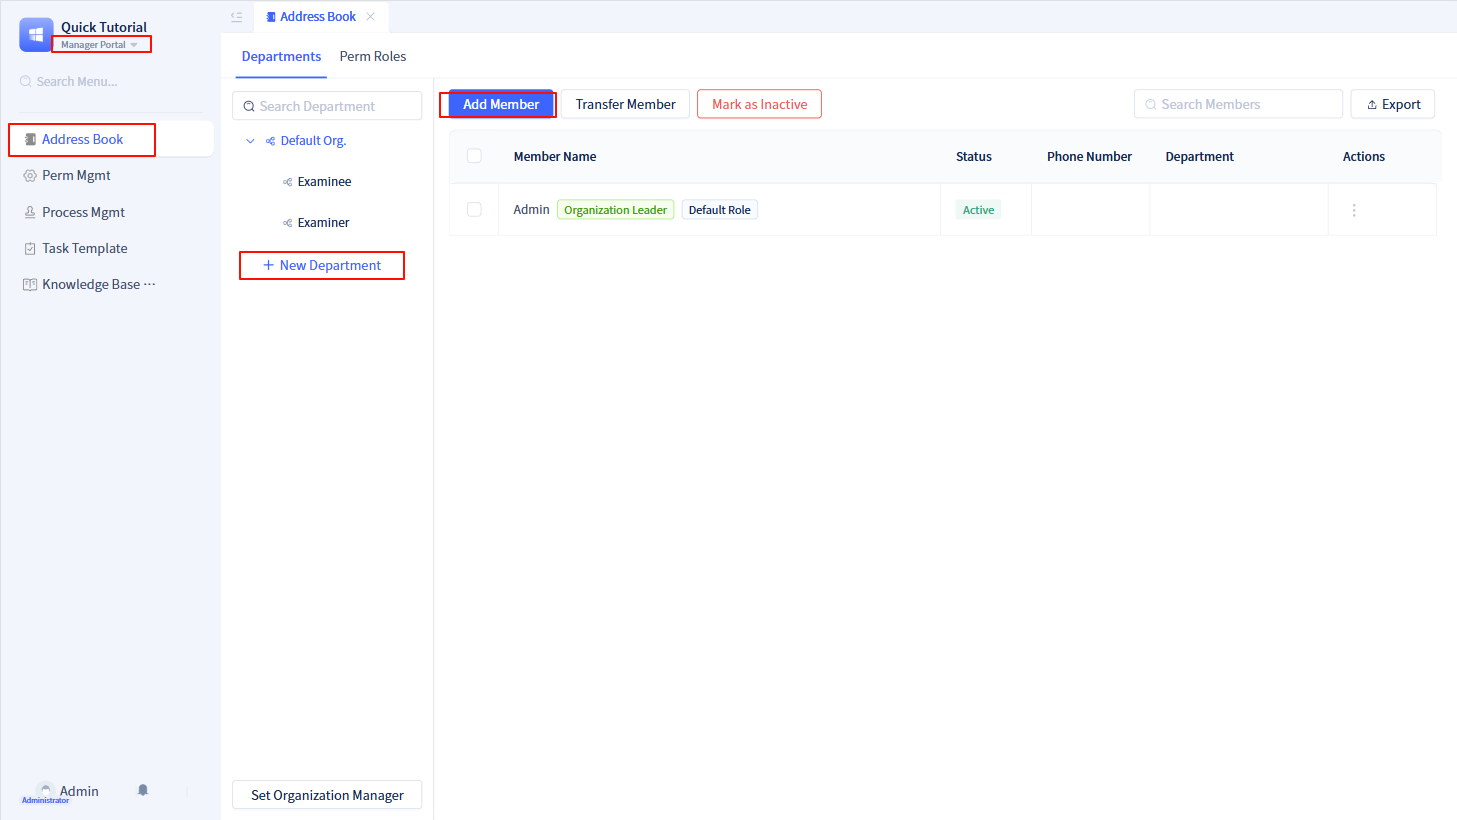 Quick Tutorial
Manager Portal
Search Menu...
Address Book
Perm Mgmt
Process Mgmt
Task Template
Knowledge Base ···
Admin
Administrator
Address Book
Departments Perm Roles
Search Department
Default Org.
Examinee
Examiner
+ New Department
Set Organization Manager
Add Member Transfer Member Mark as Inactive Search Members Export
Member Name Status Phone Number Department Actions
Admin Organization Leader Default Role Active